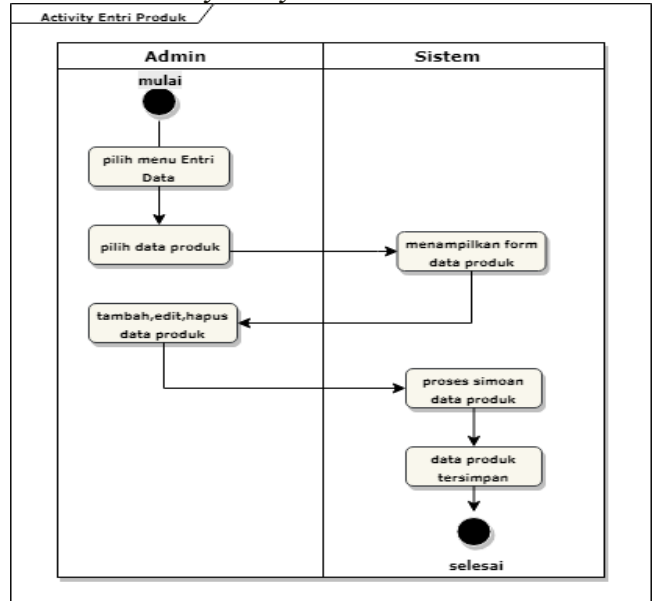 Activity Entri Produk
Admin
Sistem
mulai
pilih menu Entri
Data
pilih data produk
menampilkan form
data produk
tambah,edit,hapus
data produk
proses simoan
data produk
data produk
tersimpan
selesai